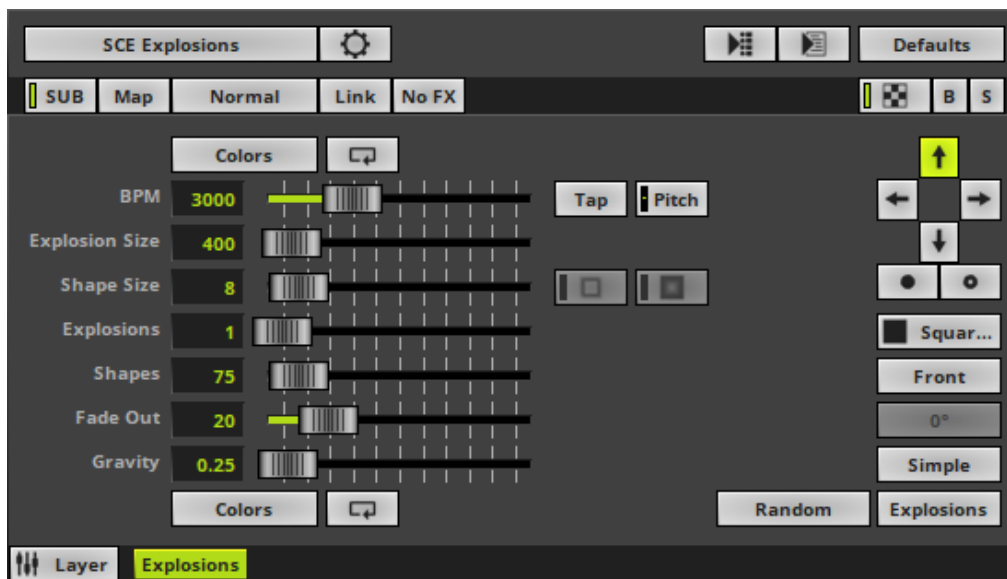 SCE Explosions Defaults
SUB Map Normal Link No FX B S
Colors
BPM 3000 Tap Pitch
Explosion Size 400
Shape Size 8
Explosions 1 Squar...
Shapes 75 Front
Fade Out 20 0°
Gravity 0.25 Simple
Colors Random Explosions
Layer Explosions